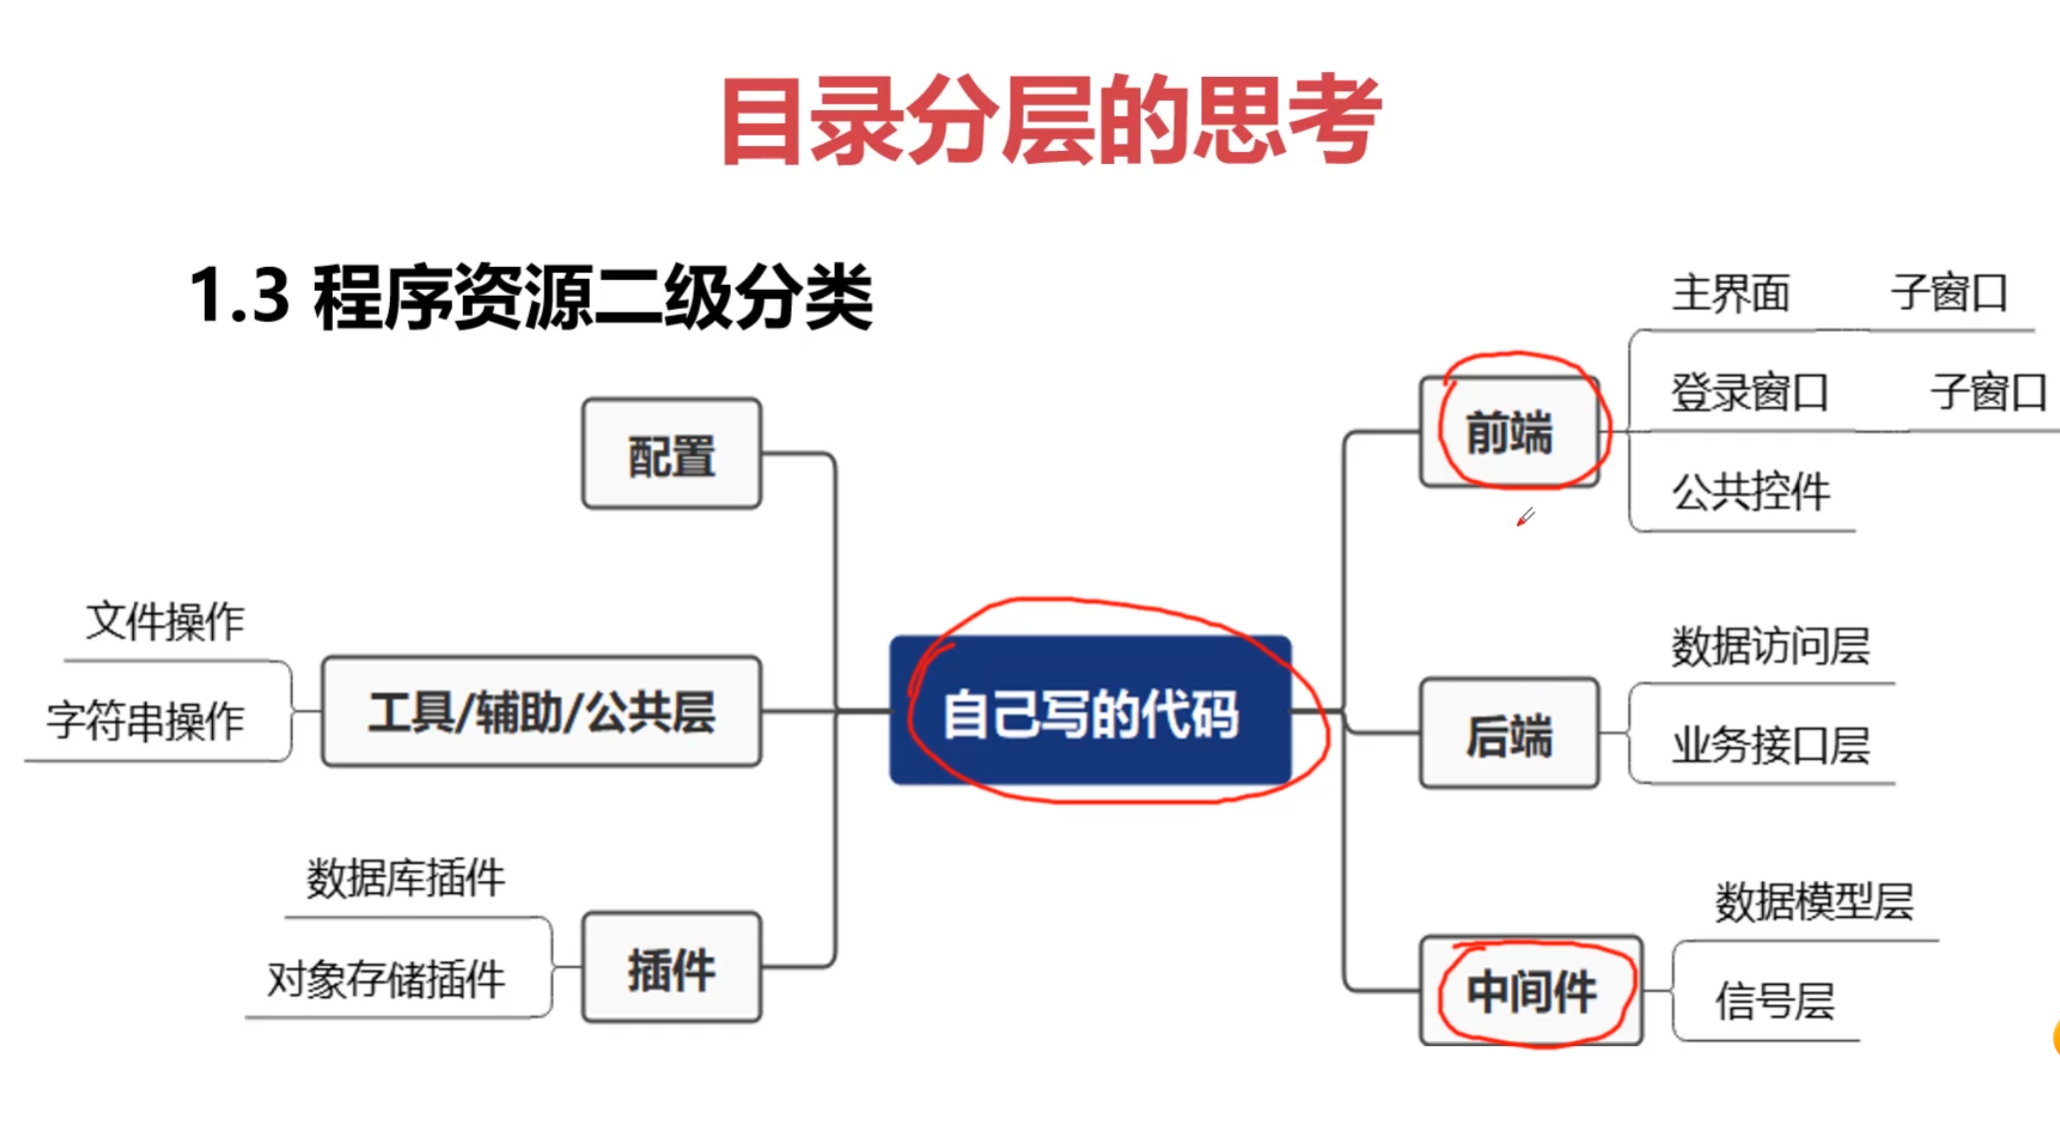 目录分层的思考
1.3 程序资源二级分类
配置
文件操作
字符串操作
工具/辅助/公共层
数据库插件
对象存储插件
插件
自己写的代码
前端
主界面
子窗口
登录窗口
子窗口
公共控件
后端
数据访问层
业务接口层
中间件
数据模型层
信号层